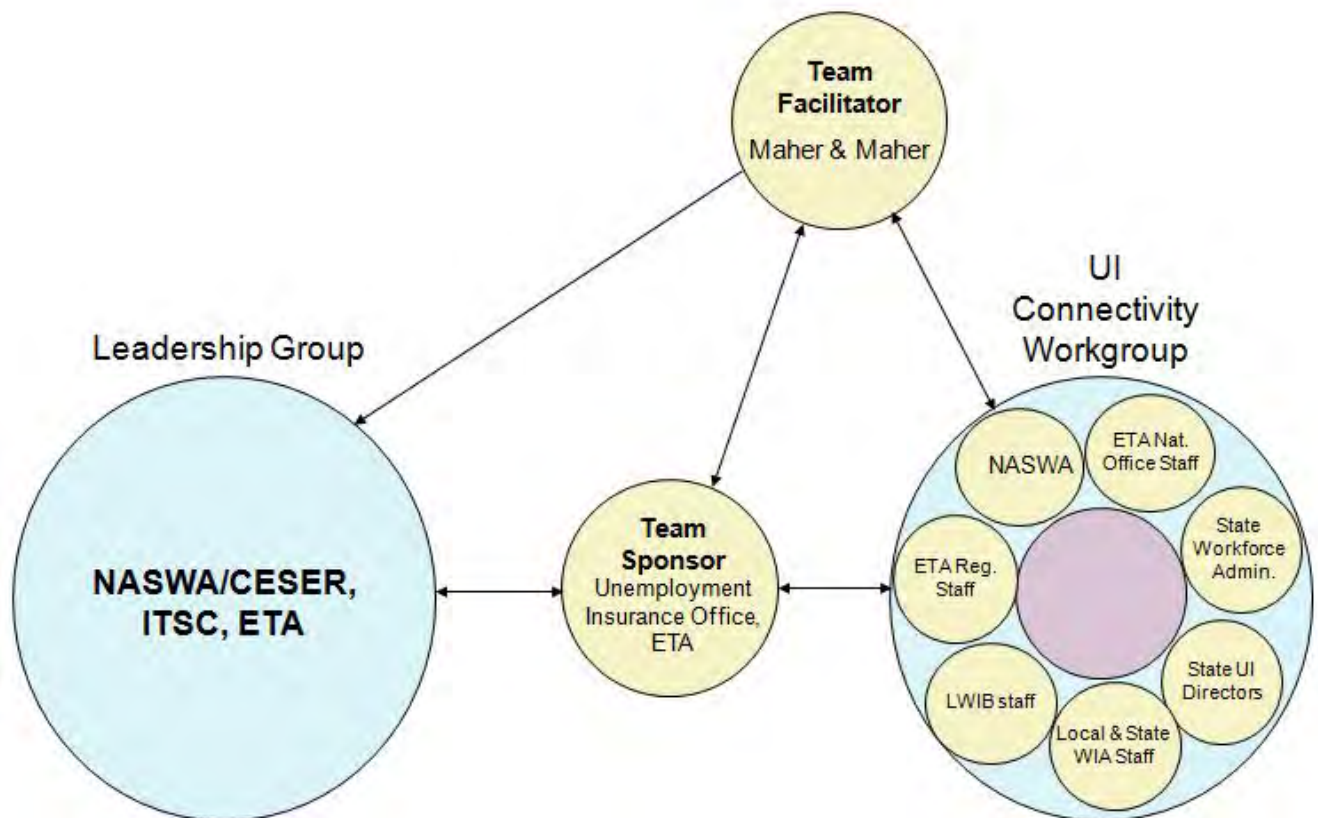 Team
Facilitator
Maher & Maher
UI
Connectivity
Workgroup
Leadership Group
NASWA/CESER,
ITSC, ETA
Team
Sponsor
Unemployment
Insurance Office,
ETA
NASWA
ETA Nat.
Office Staff
State
Workforce
Admin.
ETA Reg.
Staff
State UI
Directors
LWIB staff
Local & State
WIA Staff